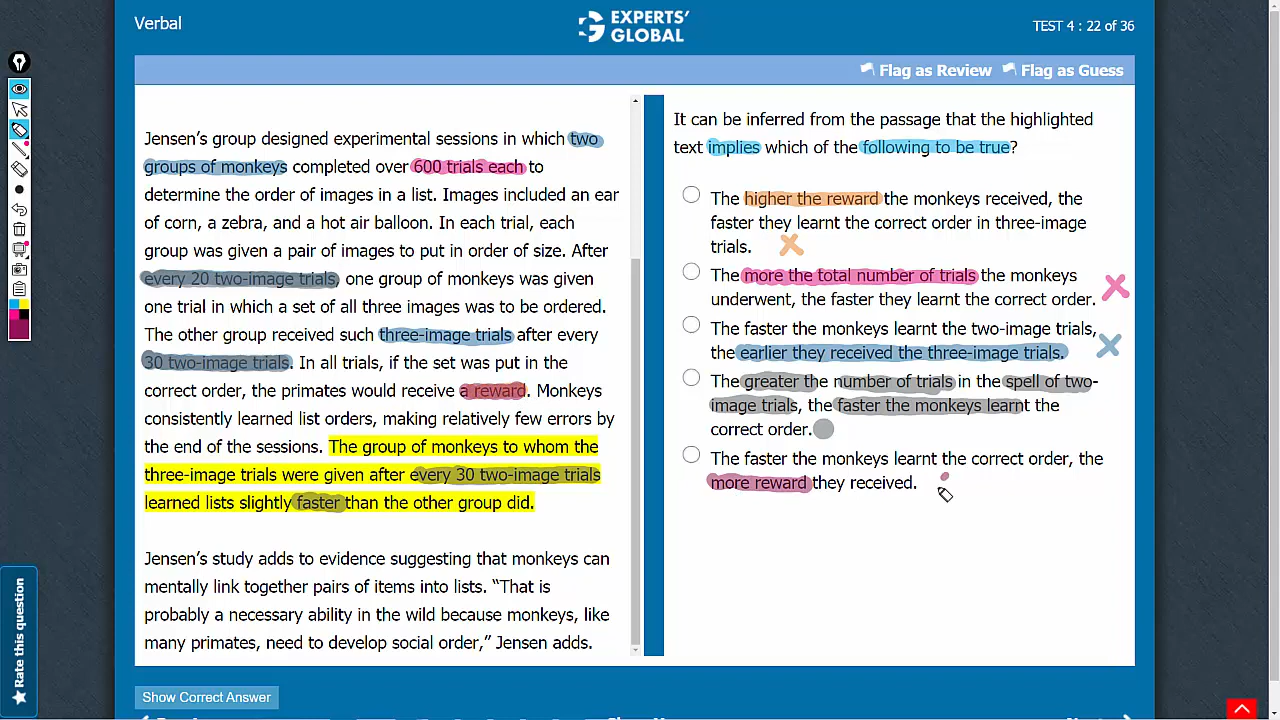 Verbal
EXPERTS'
GLOBAL
TEST 4 : 22 of 36
Flag as Review
Flag as Guess
Jensen's group designed experimental sessions in which two
groups of monkeys completed over 600 trials each to
determine the order of images in a list. Images included an ear
of corn, a zebra, and a hot air balloon. In each trial, each
group was given a pair of images to put in order of size. After
every 20 two-image trials, one group of monkeys was given
one trial in which a set of all three images was to be ordered.
The other group received such three-image trials after every
30 two-image trials. In all trials, if the set was put in the
correct order, the primates would receive a reward. Monkeys
consistently learned list orders, making relatively few errors by
the end of the sessions. The group of monkeys to whom the
three-image trials were given after every 30 two-image trials
learned lists slightly faster than the other group did.
Jensen's study adds to evidence suggesting that monkeys can
mentally link together pairs of items into lists. “That is
probably a necessary ability in the wild because monkeys, like
many primates, need to develop social order,” Jensen adds.
It can be inferred from the passage that the highlighted
text implies which of the following to be true?
The higher the reward the monkeys received, the
faster they learnt the correct order in three-image
trials.
The more the total number of trials the monkeys
underwent, the faster they learnt the correct order.
The faster the monkeys learnt the two-image trials,
the earlier they received the three-image trials.
The greater the number of trials in the spell of two-
image trials, the faster the monkeys learnt the
correct order.
The faster the monkeys learnt the correct order, the
more reward they received.
Rate this question
Show Correct Answer